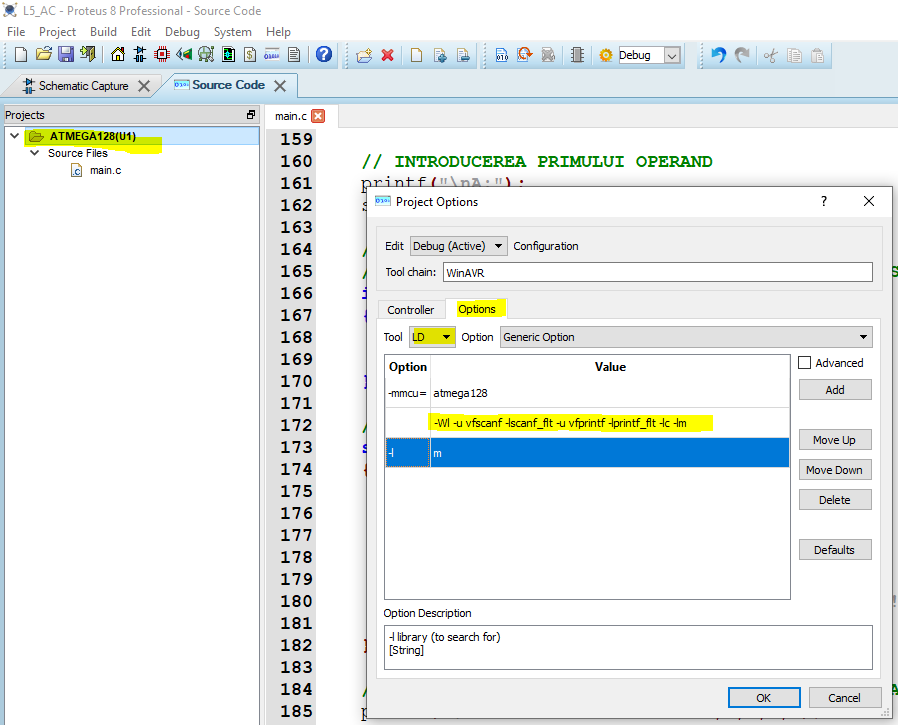 L5_AC - Proteus 8 Professional - Source Code
File Project Build Edit Debug System Help
Debug
Schematic Capture Source Code
Projects
main.c
ATMEGA128(U1)
Source Files
main.c
159
160 // INTRODUCEREA PRIMULUI OPERAND
161 printf("\nA:");
162
163
164
165
166
167
168
169
170
171
172
173
174
175
176
177
178
179
180
181
182
183
184
185
Project Options
?
Edit Debug (Active) Configuration
Tool chain: WinAVR
Controller Options
Tool LD Option Generic Option
Option Value
-mmcu= atmega128
-Wl -u vfscanf -lscanf_flt -u vfprintf -lprintf_flt -lc -lm
-l m
Advanced
Add
Move Up
Move Down
Delete
Defaults
Option Description
-l library (to search for)
[String]
OK Cancel